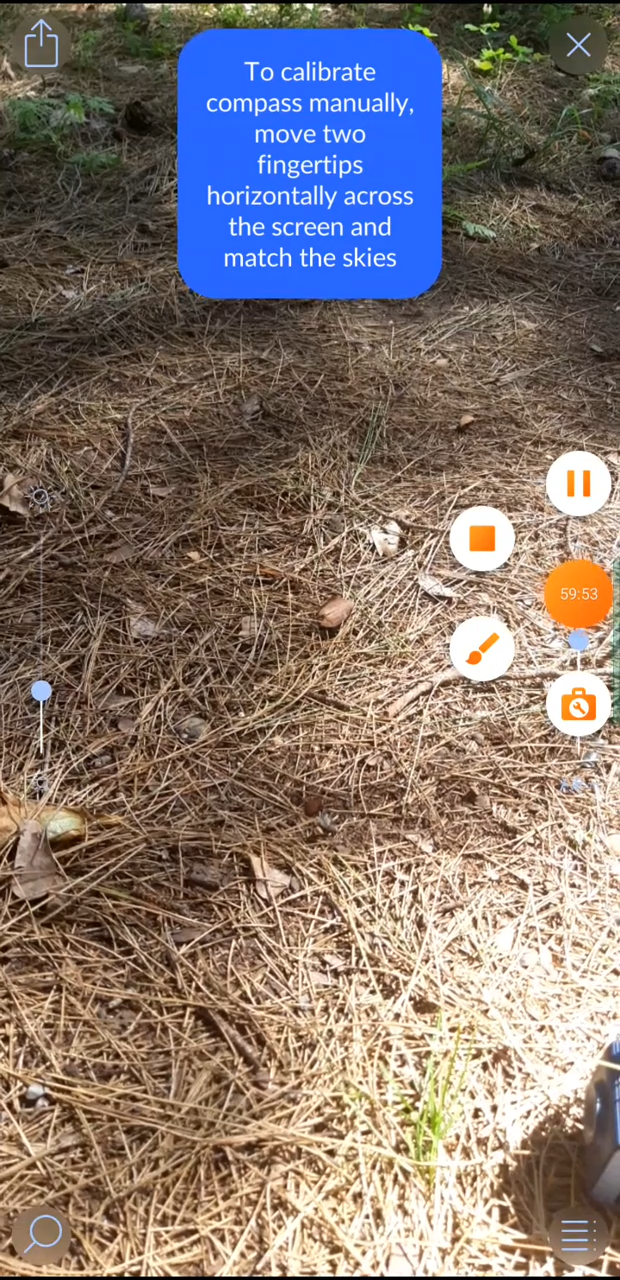 To calibrate
compass manually,
move two
fingertips
horizontally across
the screen and
match the skies
59:53